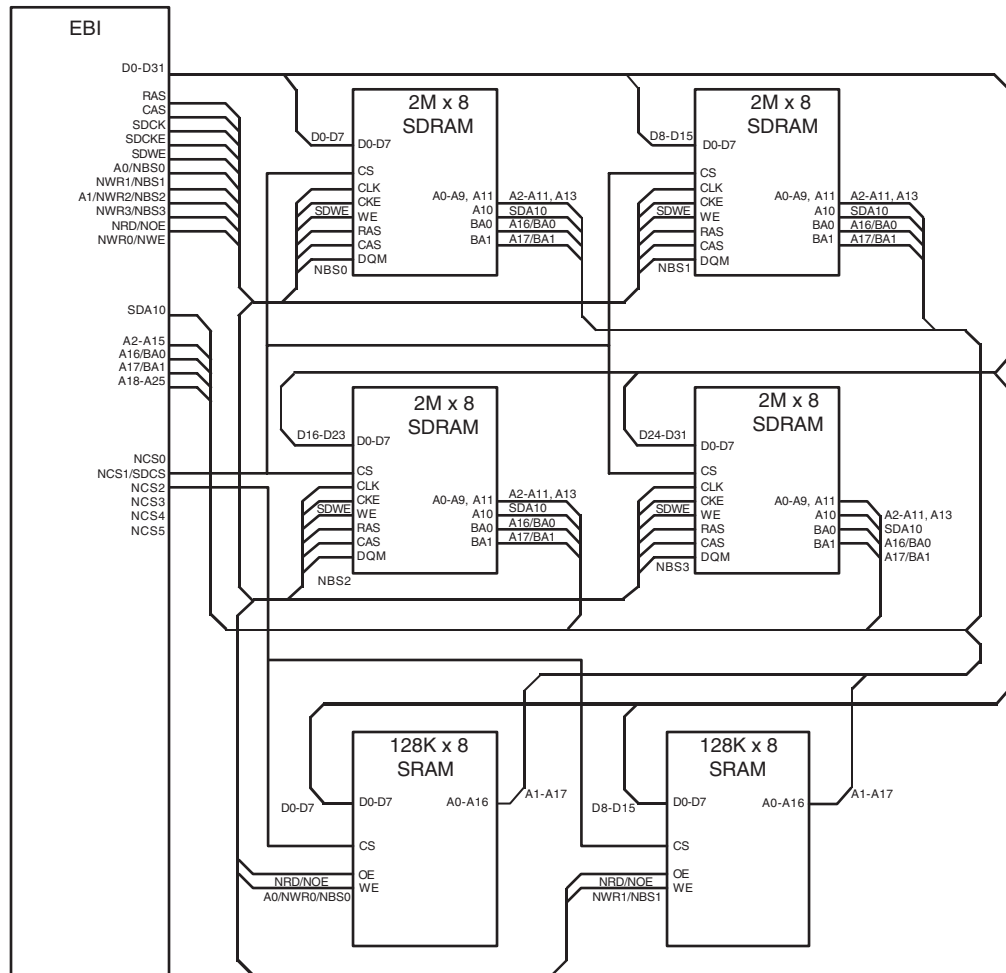 EBI
D0-D31
RAS
CAS
SDCK
SDCKE
SDWE
A0/NBS0
NWR1/NBS1
A1/NWR2/NBS2
NWR3/NBS3
NRD/NOE
NWR0/NWE
SDA10
A2-A15
A16/BA0
A17/BA1
A18-A25
NCS0
NCS1/SDCS
NCS2
NCS3
NCS4
NCS5
2M x 8
SDRAM
D0-D7
D0-D7
CS
CLK
CKE
SDWE
WE
RAS
CAS
DQM
NBS0
A0-A9, A11
A10
BA0
BA1
A2-A11, A13
SDA10
A16/BA0
A17/BA1
2M x 8
SDRAM
D8-D15
D0-D7
CS
CLK
CKE
SDWE
WE
RAS
CAS
DQM
NBS1
A0-A9, A11
A10
BA0
BA1
A2-A11, A13
SDA10
A16/BA0
A17/BA1
2M x 8
SDRAM
D16-D23
D0-D7
CS
CLK
CKE
SDWE
WE
RAS
CAS
DQM
NBS2
A0-A9, A11
A10
BA0
BA1
A2-A11, A13
SDA10
A16/BA0
A17/BA1
2M x 8
SDRAM
D24-D31
D0-D7
CS
CLK
CKE
SDWE
WE
RAS
CAS
DQM
NBS3
A0-A9, A11
A10
BA0
BA1
A2-A11, A13
SDA10
A16/BA0
A17/BA1
128K x 8
SRAM
D0-D7
D0-D7
A0-A16
A1-A17
CS
OE
NRD/NOE
WE
A0/NWR0/NBS0
128K x 8
SRAM
D8-D15
D0-D7
A0-A16
A1-A17
CS
OE
NRD/NOE
WE
NWR1/NBS1